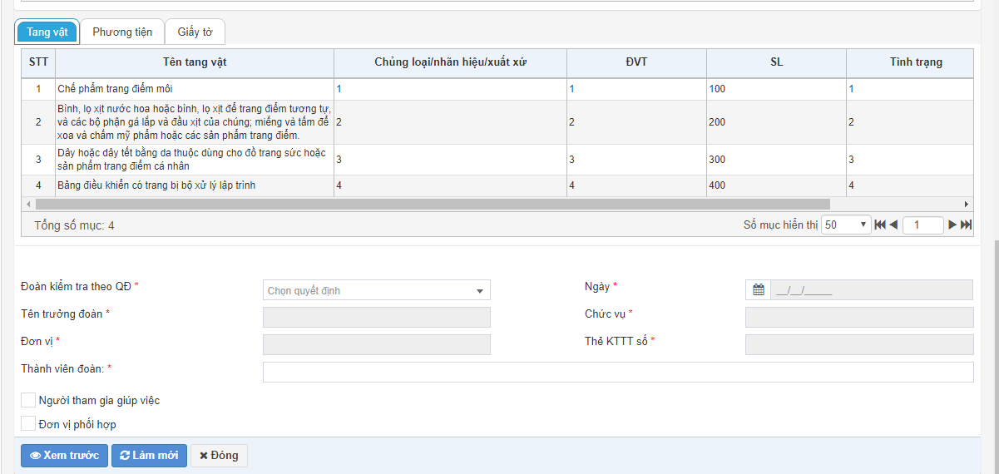 Tang vật Phương tiện Giấy tờ
STT Tên tang vật Chủng loại/nhãn hiệu/xuất xứ ĐVT SL Tình trạng
1 Chế phẩm trang điểm môi 1 1 100 1
Bình, lọ xịt nước hoa hoặc bình, lọ xịt để trang điểm tương tự,
2 và các bộ phận gá lắp và đầu xịt của chúng; miếng và tấm để 2 2 200 2
xoa và chấm mỹ phẩm hoặc các sản phẩm trang điểm.
3 Dây hoặc dây tết bằng da thuộc dùng cho đồ trang sức hoặc 3 3 300 3
sản phẩm trang điểm cá nhân
4 Bảng điều khiển có trang bị bộ xử lý lập trình 4 4 400 4
Tổng số mục: 4 Số mục hiển thị 50 1
Đoàn kiểm tra theo QĐ * Chọn quyết định Ngày * __/__/____
Tên trưởng đoàn * Chức vụ *
Đơn vị * Thẻ KTTT số *
Thành viên đoàn: *
Người tham gia giúp việc
Đơn vị phối hợp
Xem trước Làm mới Đóng